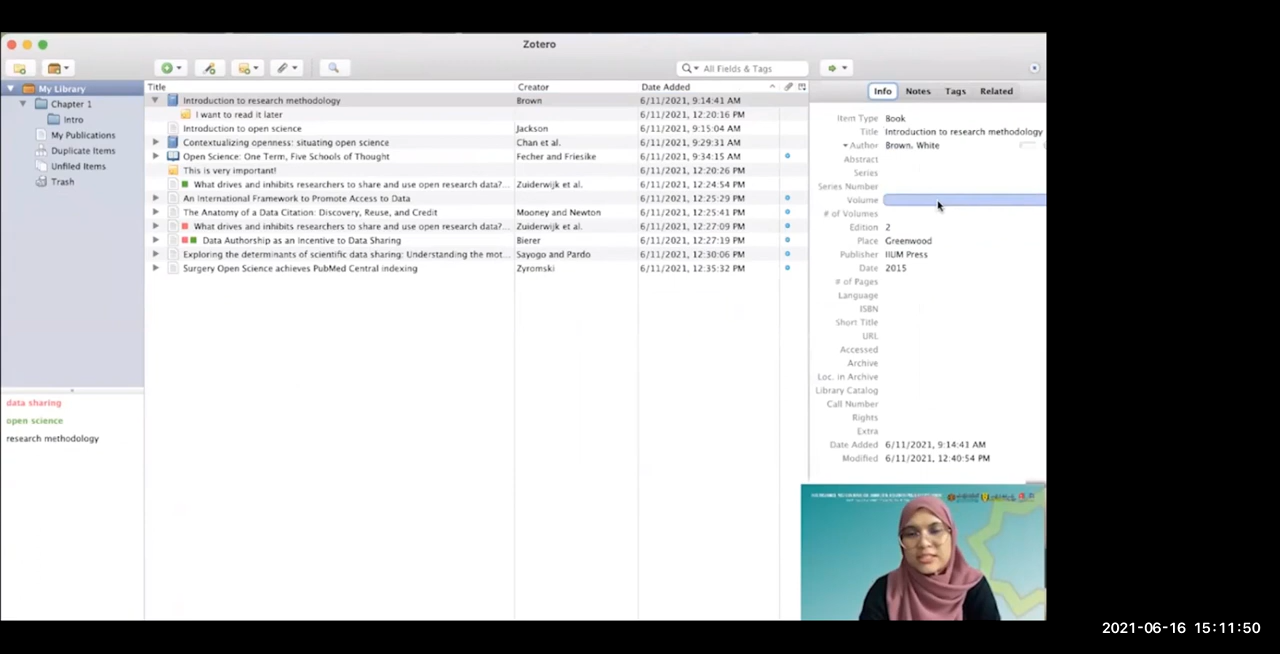 Zotero
All Fields & Tags
My Library
Chapter 1
Intro
My Publications
Duplicate Items
Unfiled Items
Trash
data sharing
open science
research methodology
Title Creator Date Added
Introduction to research methodology Brown 6/11/2021, 9:14:41 AM
I want to read it later 6/11/2021, 12:20:16 PM
Introduction to open science Jackson 6/11/2021, 9:15:04 AM
Contextualizing openness: situating open science Chan et al. 6/11/2021, 9:29:31 AM
Open Science: One Term, Five Schools of Thought Fecher and Friesike 6/11/2021, 9:34:15 AM
This is very important! 6/11/2021, 12:20:26 PM
What drives and inhibits researchers to share and use open research data?... Zuiderwijk et al. 6/11/2021, 12:24:54 PM
An International Framework to Promote Access to Data 6/11/2021, 12:25:29 PM
The Anatomy of a Data Citation: Discovery, Reuse, and Credit Mooney and Newton 6/11/2021, 12:25:41 PM
What drives and inhibits researchers to share and use open research data?... Zuiderwijk et al. 6/11/2021, 12:27:09 PM
Data Authorship as an Incentive to Data Sharing Bierer 6/11/2021, 12:27:19 PM
Exploring the determinants of scientific data sharing: Understanding the mot... Sayogo and Pardo 6/11/2021, 12:30:06 PM
Surgery Open Science achieves PubMed Central indexing Zyromski 6/11/2021, 12:35:32 PM
Info Notes Tags Related
Item Type Book
Title Introduction to research methodology
Author Brown, White
Abstract
Series
Series Number
Volume
# of Volumes
Edition 2
Place Greenwood
Publisher IIUM Press
Date 2015
# of Pages
Language
ISBN
Short Title
URL
Accessed
Archive
Loc. in Archive
Library Catalog
Call Number
Rights
Extra
Date Added 6/11/2021, 9:14:41 AM
Modified 6/11/2021, 12:40:54 PM
2021-06-16 15:11:50